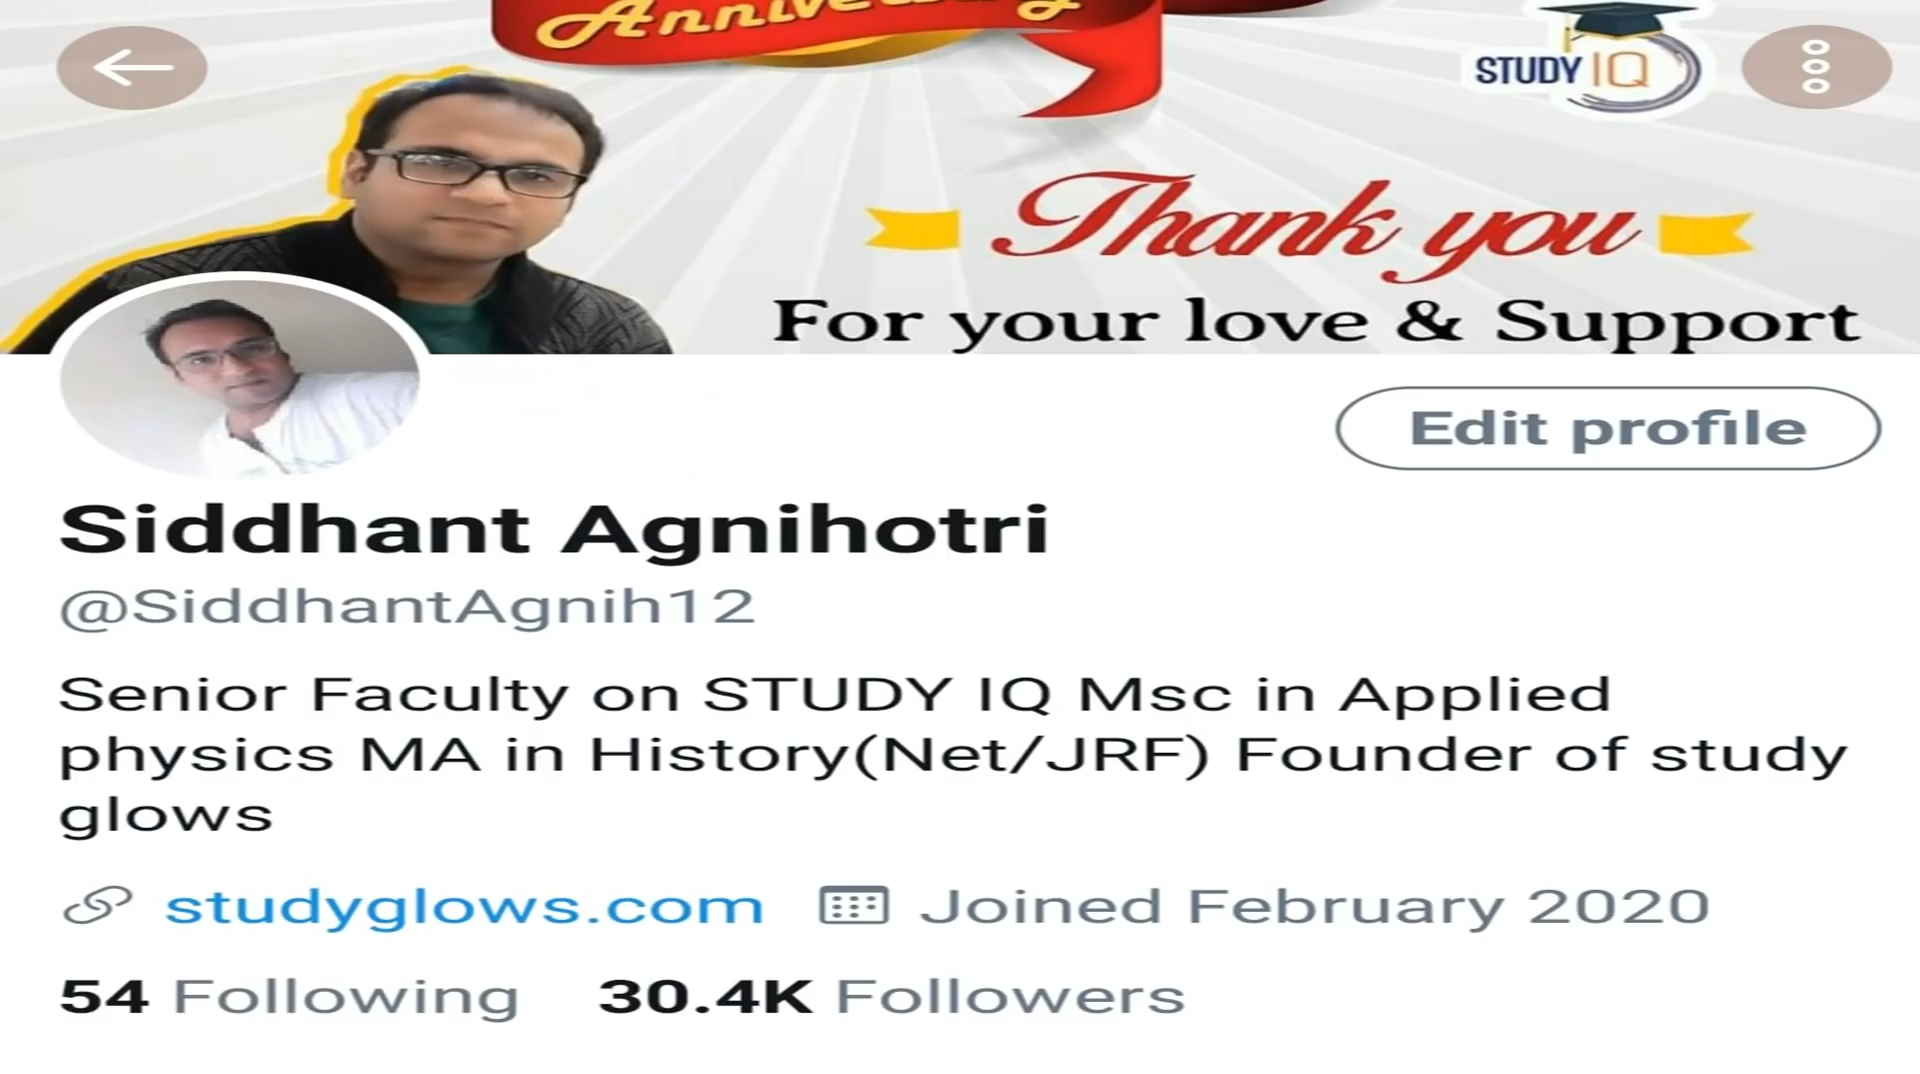 Anniversary
STUDY IQ
Thank you
For your love & Support
Edit profile
Siddhant Agnihotri
@SiddhantAgnih12
Senior Faculty on STUDY IQ Msc in Applied
physics MA in History(Net/JRF) Founder of study
glows
studyglows.com Joined February 2020
54 Following 30.4K Followers